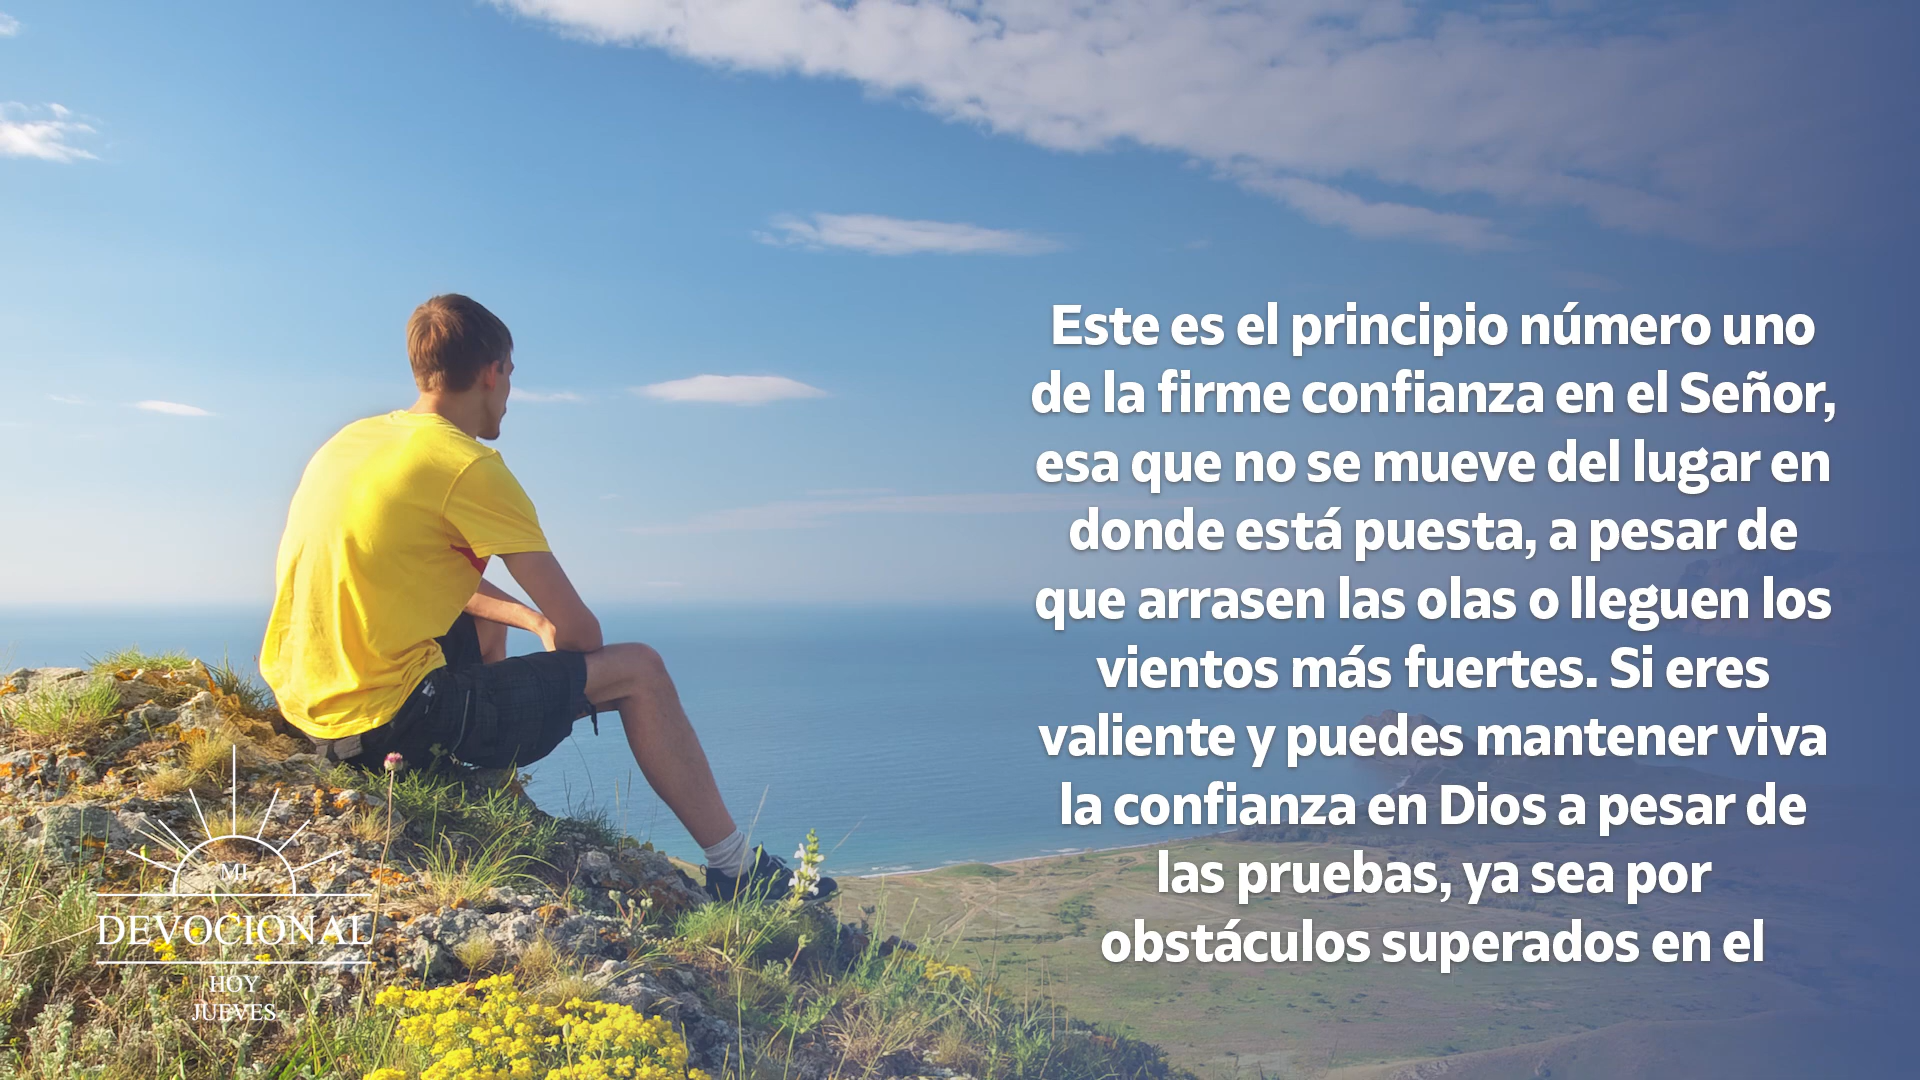 Este es el principio número uno
de la firme confianza en el Señor,
esa que no se mueve del lugar en
donde está puesta, a pesar de
que arrasen las olas o lleguen los
vientos más fuertes. Si eres
valiente y puedes mantener viva
la confianza en Dios a pesar de
las pruebas, ya sea por
obstáculos superados en el
MI
DEVOCIONAL
HOY
JUEVES